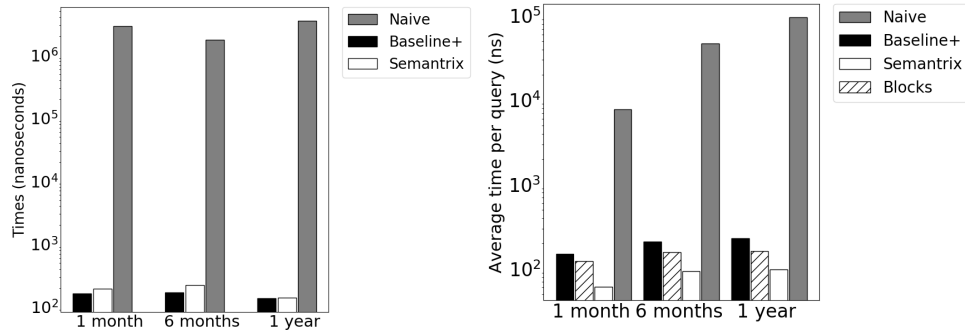 Times (nanoseconds)
10^6
10^5
10^4
10^3
10^2
1 month
6 months
1 year
Naive
Baseline+
Semantrix
Average time per query (ns)
10^5
10^4
10^3
10^2
1 month
6 months
1 year
Naive
Baseline+
Semantrix
Blocks